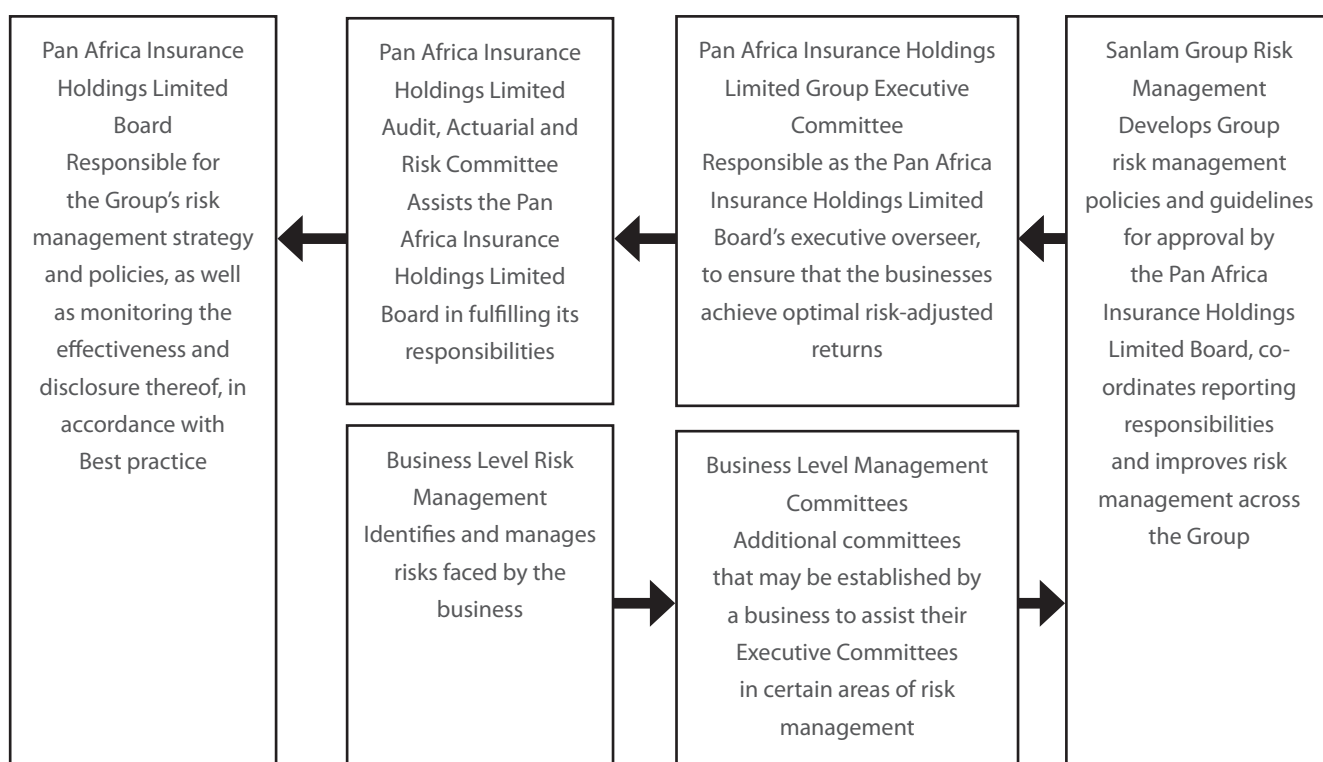 Pan Africa Insurance
Holdings Limited
Board
Responsible for
the Group’s risk
management strategy
and policies, as well
as monitoring the
effectiveness and
disclosure thereof, in
accordance with
Best practice
Pan Africa Insurance
Holdings Limited
Audit, Actuarial and
Risk Committee
Assists the Pan
Africa Insurance
Holdings Limited
Board in fulfilling its
responsibilities
Pan Africa Insurance Holdings
Limited Group Executive
Committee
Responsible as the Pan Africa
Insurance Holdings Limited
Board’s executive overseer,
to ensure that the businesses
achieve optimal risk-adjusted
returns
Sanlam Group Risk
Management
Develops Group
risk management
policies and guidelines
for approval by
the Pan Africa
Insurance Holdings
Limited Board, co-
ordinates reporting
responsibilities
and improves risk
management across
the Group
Business Level Risk
Management
Identifies and manages
risks faced by the
business
Business Level Management
Committees
Additional committees
that may be established by
a business to assist their
Executive Committees
in certain areas of risk
management